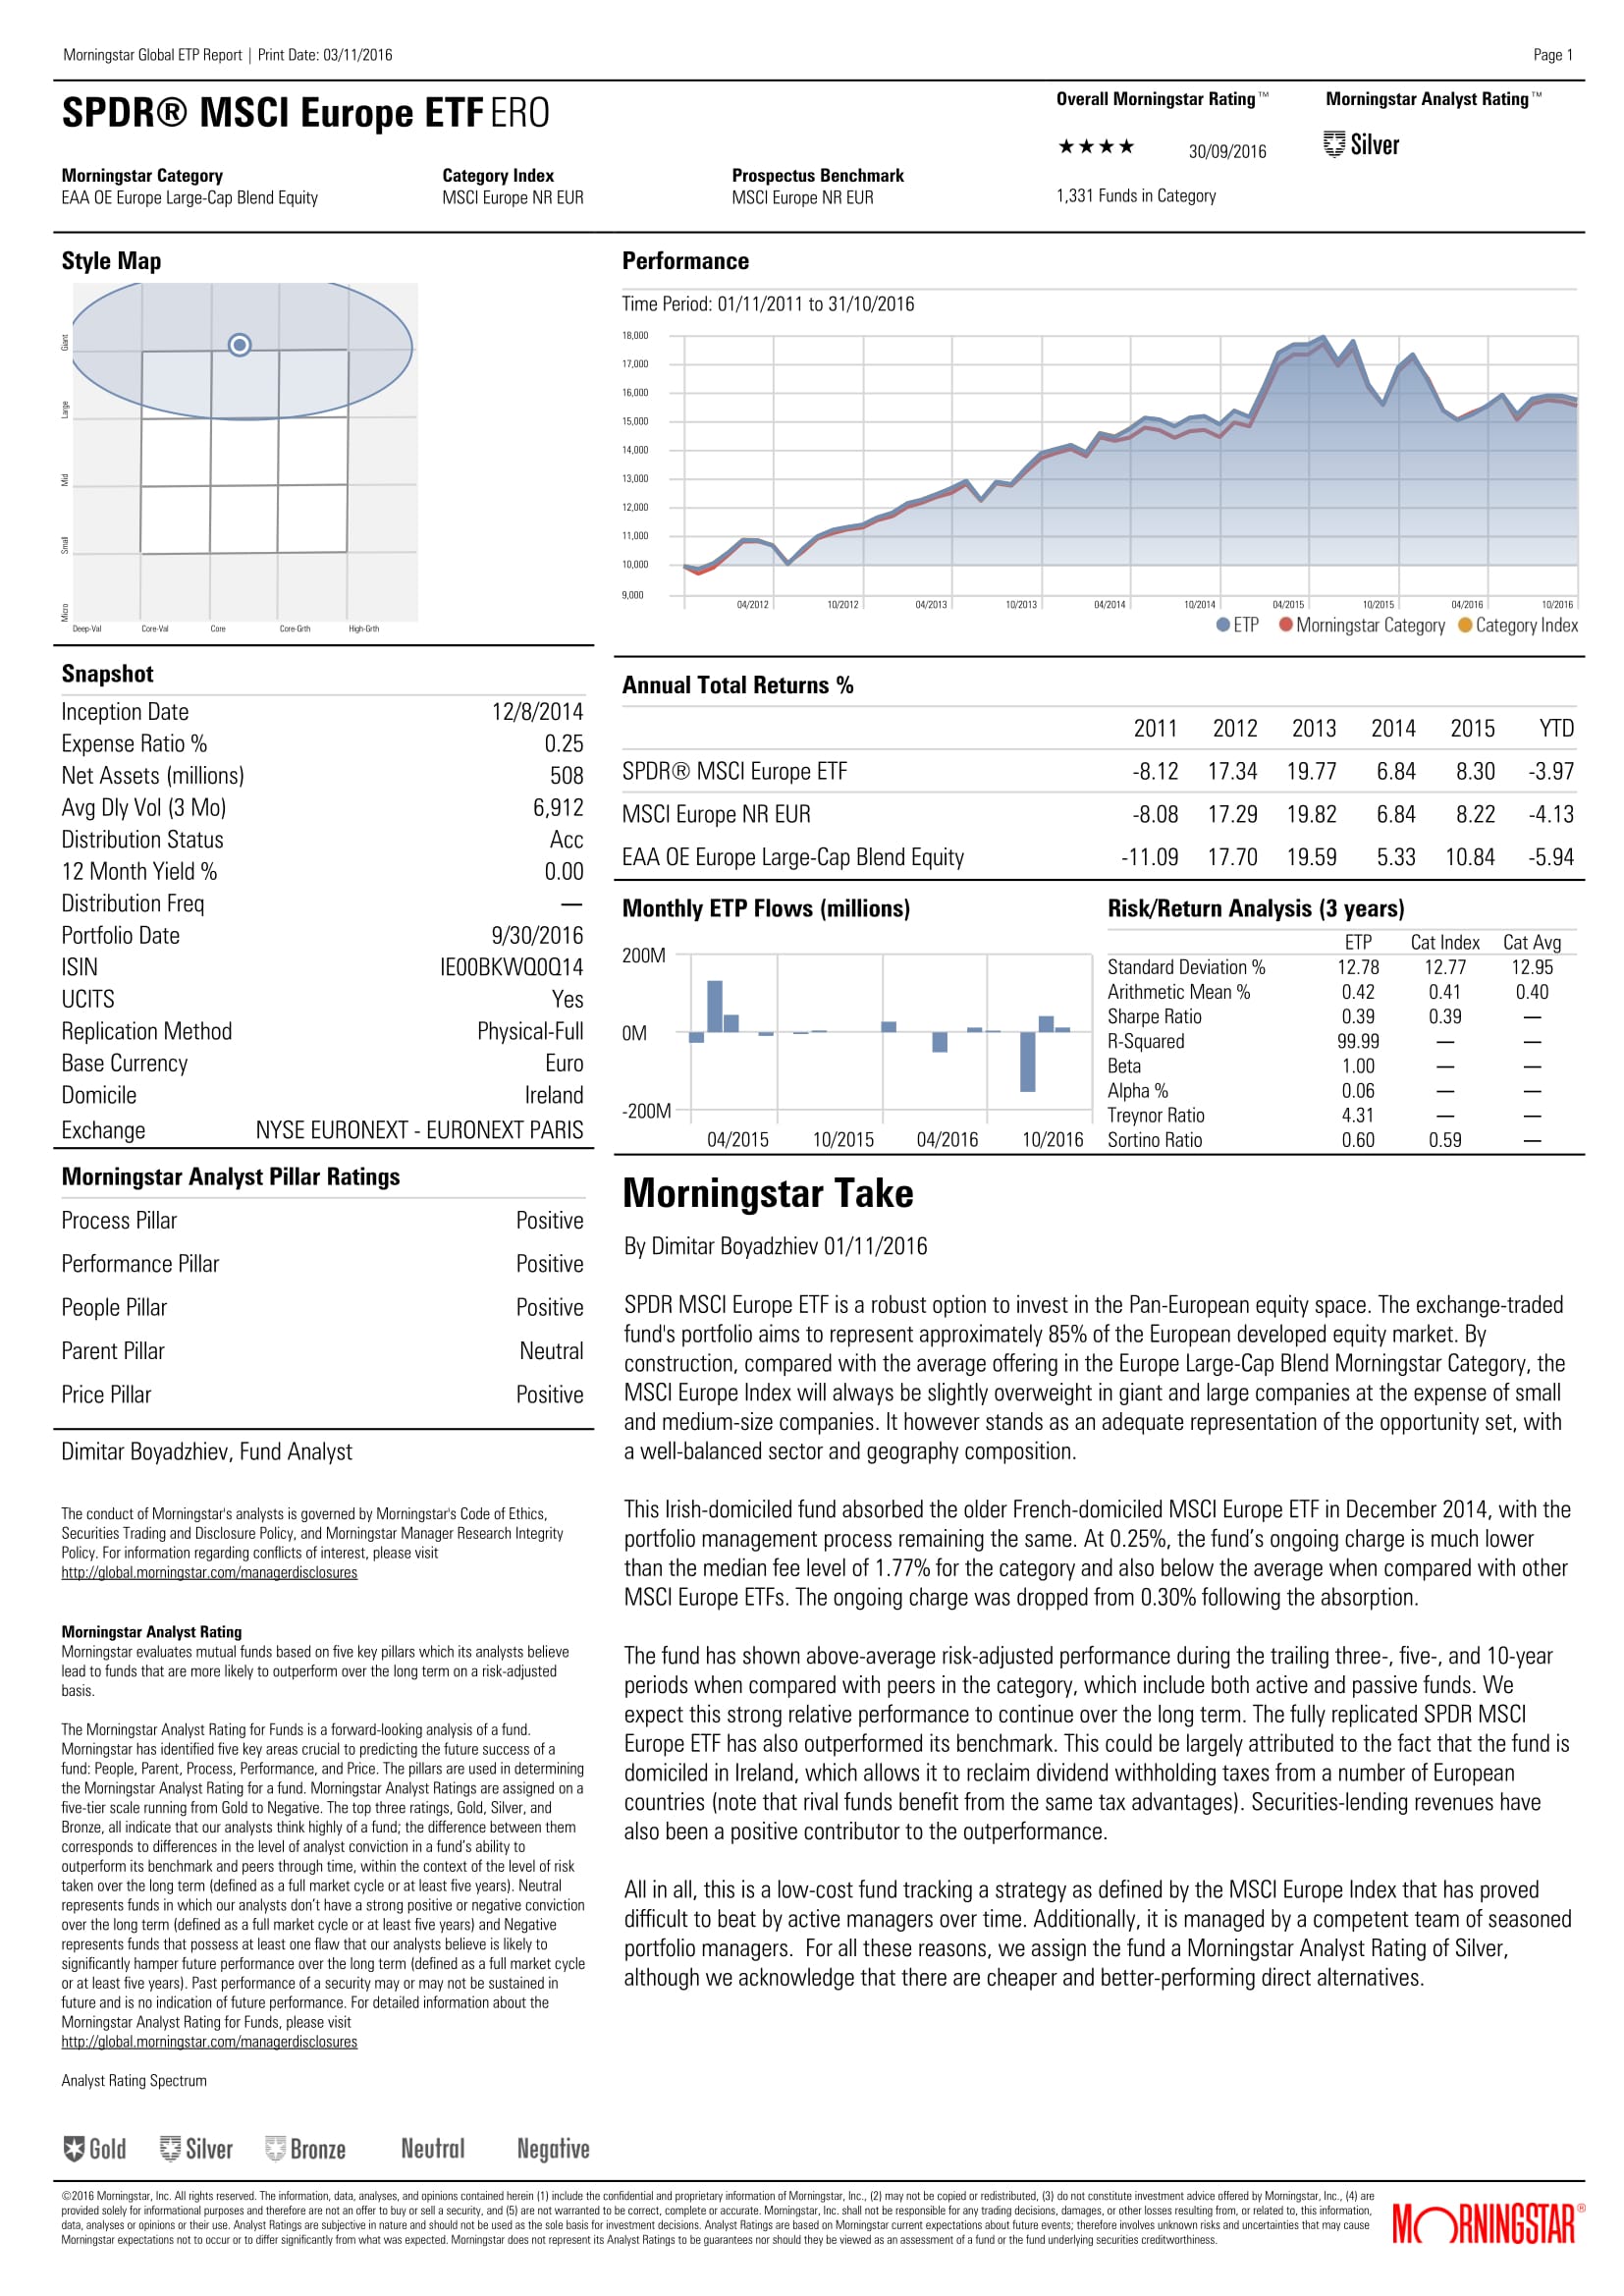 Morningstar Global ETP Report | Print Date: 03/11/2016
Page 1
SPDR® MSCI Europe ETF ERO
Overall Morningstar Rating™
Morningstar Analyst Rating™
★★★★
30/09/2016
Silver
1,331 Funds in Category
Morningstar Category
Category Index
Prospectus Benchmark
EAA OE Europe Large-Cap Blend Equity
MSCI Europe NR EUR
MSCI Europe NR EUR
Style Map
Giant
Large
Mid
Small
Micro
Deep-Val Core-Val Core Core-Grth High-Grth
Performance
Time Period: 01/11/2011 to 31/10/2016
18,000
17,000
16,000
15,000
14,000
13,000
12,000
11,000
10,000
9,000
04/2012 10/2012 04/2013 10/2013 04/2014 10/2014 04/2015 10/2015 04/2016 10/2016
ETP Morningstar Category Category Index
Snapshot
Inception Date 12/8/2014
Expense Ratio % 0.25
Net Assets (millions) 508
Avg Dly Vol (3 Mo) 6,912
Distribution Status Acc
12 Month Yield % 0.00
Distribution Freq —
Portfolio Date 9/30/2016
ISIN IE00BKWQ0Q14
UCITS Yes
Replication Method Physical-Full
Base Currency Euro
Domicile Ireland
Exchange NYSE EURONEXT - EURONEXT PARIS
Annual Total Returns %
2011 2012 2013 2014 2015 YTD
SPDR® MSCI Europe ETF -8.12 17.34 19.77 6.84 8.30 -3.97
MSCI Europe NR EUR -8.08 17.29 19.82 6.84 8.22 -4.13
EAA OE Europe Large-Cap Blend Equity -11.09 17.70 19.59 5.33 10.84 -5.94
Monthly ETP Flows (millions)
200M
0M
-200M
04/2015 10/2015 04/2016 10/2016
Risk/Return Analysis (3 years)
ETP Cat Index Cat Avg
Standard Deviation % 12.78 12.77 12.95
Arithmetic Mean % 0.42 0.41 0.40
Sharpe Ratio 0.39 0.39 —
R-Squared 99.99 — —
Beta 1.00 — —
Alpha % 0.06 — —
Treynor Ratio 4.31 — —
Sortino Ratio 0.60 0.59 —
Morningstar Analyst Pillar Ratings
Process Pillar Positive
Performance Pillar Positive
People Pillar Positive
Parent Pillar Neutral
Price Pillar Positive
Dimitar Boyadzhiev, Fund Analyst
The conduct of Morningstar's analysts is governed by Morningstar's Code of Ethics,
Securities Trading and Disclosure Policy, and Morningstar Manager Research Integrity
Policy. For information regarding conflicts of interest, please visit
http://global.morningstar.com/managerdisclosures
Morningstar Analyst Rating
Morningstar evaluates mutual funds based on five key pillars which its analysts believe
lead to funds that are more likely to outperform over the long term on a risk-adjusted
basis.
The Morningstar Analyst Rating for Funds is a forward-looking analysis of a fund.
Morningstar has identified five key areas crucial to predicting the future success of a
fund: People, Parent, Process, Performance, and Price. The pillars are used in determining
the Morningstar Analyst Rating for a fund. Morningstar Analyst Ratings are assigned on a
five-tier scale running from Gold to Negative. The top three ratings, Gold, Silver, and
Bronze, all indicate that our analysts think highly of a fund; the difference between them
corresponds to differences in the level of analyst conviction in a fund's ability to
outperform its benchmark and peers through time, within the context of the level of risk
taken over the long term (defined as a full market cycle or at least five years). Neutral
represents funds in which our analysts don't have a strong positive or negative conviction
over the long term (defined as a full market cycle or at least five years) and Negative
represents funds that possess at least one flaw that our analysts believe is likely to
significantly hamper future performance over the long term (defined as a full market cycle
or at least five years). Past performance of a security may or may not be sustained in
future and is no indication of future performance. For detailed information about the
Morningstar Analyst Rating for Funds, please visit
http://global.morningstar.com/managerdisclosures
Analyst Rating Spectrum
Gold Silver Bronze Neutral Negative
Morningstar Take
By Dimitar Boyadzhiev 01/11/2016
SPDR MSCI Europe ETF is a robust option to invest in the Pan-European equity space. The exchange-traded
fund's portfolio aims to represent approximately 85% of the European developed equity market. By
construction, compared with the average offering in the Europe Large-Cap Blend Morningstar Category, the
MSCI Europe Index will always be slightly overweight in giant and large companies at the expense of small
and medium-size companies. It however stands as an adequate representation of the opportunity set, with
a well-balanced sector and geography composition.
This Irish-domiciled fund absorbed the older French-domiciled MSCI Europe ETF in December 2014, with the
portfolio management process remaining the same. At 0.25%, the fund's ongoing charge is much lower
than the median fee level of 1.77% for the category and also below the average when compared with other
MSCI Europe ETFs. The ongoing charge was dropped from 0.30% following the absorption.
The fund has shown above-average risk-adjusted performance during the trailing three-, five-, and 10-year
periods when compared with peers in the category, which include both active and passive funds. We
expect this strong relative performance to continue over the long term. The fully replicated SPDR MSCI
Europe ETF has also outperformed its benchmark. This could be largely attributed to the fact that the fund is
domiciled in Ireland, which allows it to reclaim dividend withholding taxes from a number of European
countries (note that rival funds benefit from the same tax advantages). Securities-lending revenues have
also been a positive contributor to the outperformance.
All in all, this is a low-cost fund tracking a strategy as defined by the MSCI Europe Index that has proved
difficult to beat by active managers over time. Additionally, it is managed by a competent team of seasoned
portfolio managers. For all these reasons, we assign the fund a Morningstar Analyst Rating of Silver,
although we acknowledge that there are cheaper and better-performing direct alternatives.
©2016 Morningstar, Inc. All rights reserved. The information, data, analyses, and opinions contained herein (1) include the confidential and proprietary information of Morningstar, Inc., (2) may not be copied or redistributed, (3) do not constitute investment advice offered by Morningstar, Inc., (4) are
provided solely for informational purposes and therefore are not an offer to buy or sell a security, and (5) are not warranted to be correct, complete or accurate. Morningstar, Inc. shall not be responsible for any trading decisions, damages, or other losses resulting from, or related to, this information,
data, analyses or opinions or their use. Analyst Ratings are subjective in nature and should not be used as the sole basis for investment decisions. Analyst Ratings are based on Morningstar current expectations about future events; therefore involves unknown risks and uncertainties that may cause
Morningstar expectations not to occur or to differ significantly from what was expected. Morningstar does not represent its Analyst Ratings to be guarantees nor should they be viewed as an assessment of a fund or the fund underlying securities creditworthiness.
MORNINGSTAR®